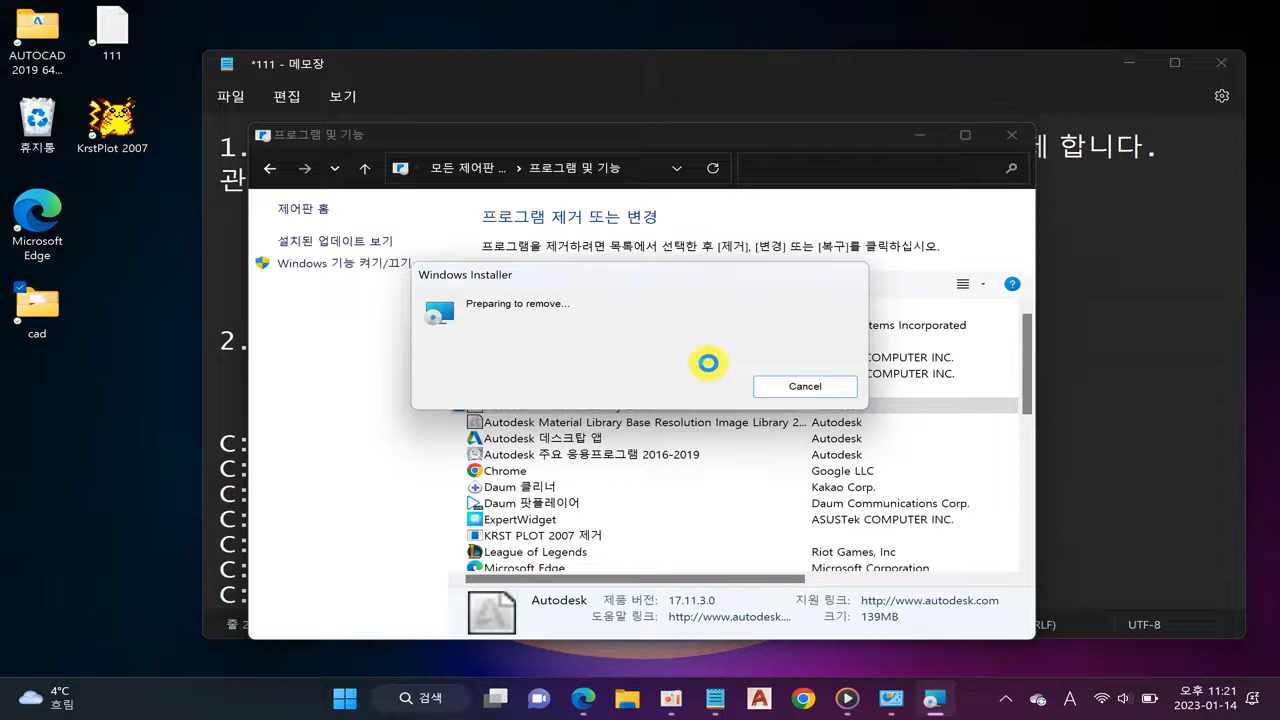 AUTOCAD
2019 64...
111
휴지통
KrstPlot 2007
Microsoft
Edge
cad
*111 - 메모장
파일
편집
보기
1.
합니다.
관
2.
C:
C:
C:
C:
C:
C:
C:
줄 2
UTF-8
프로그램 및 기능
모든 제어판 ...
프로그램 및 기능
제어판 홈
설치된 업데이트 보기
Windows 기능 켜기/끄기
프로그램 제거 또는 변경
프로그램을 제거하려면 목록에서 선택한 후 [제거], [변경] 또는 [복구]를 클릭하십시오.
Windows Installer
Preparing to remove...
Cancel
Incorporated
COMPUTER INC.
COMPUTER INC.
Autodesk Material Library Base Resolution Image Library 2... Autodesk
Autodesk 데스크탑 앱 Autodesk
Autodesk 주요 응용프로그램 2016-2019 Autodesk
Chrome Google LLC
Daum 클리너 Kakao Corp.
Daum 팟플레이어 Daum Communications Corp.
ExpertWidget ASUSTek COMPUTER INC.
KRST PLOT 2007 제거
League of Legends Riot Games, Inc
Microsoft Edge Microsoft Corporation
Autodesk 제품 버전: 17.11.3.0 지원 링크: http://www.autodesk.com
도움말 링크: http://www.autodesk.... 크기: 139MB
4°C
흐림
검색
A
오후 11:21
2023-01-14